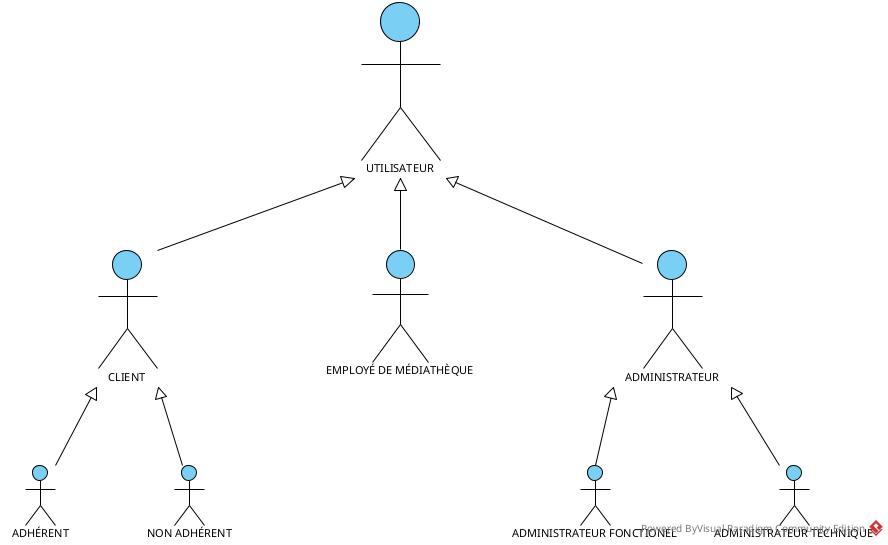 UTILISATEUR
EMPLOYÉ DE MÉDIATHÈQUE
CLIENT
ADMINISTRATEUR
Powered ByVisual Paradigm Community Edition
ADHÉRENT
NON ADHÉRENT
ADMINISTRATEUR FONCTIONEL
ADMINISTRATEUR TECHNIQUE